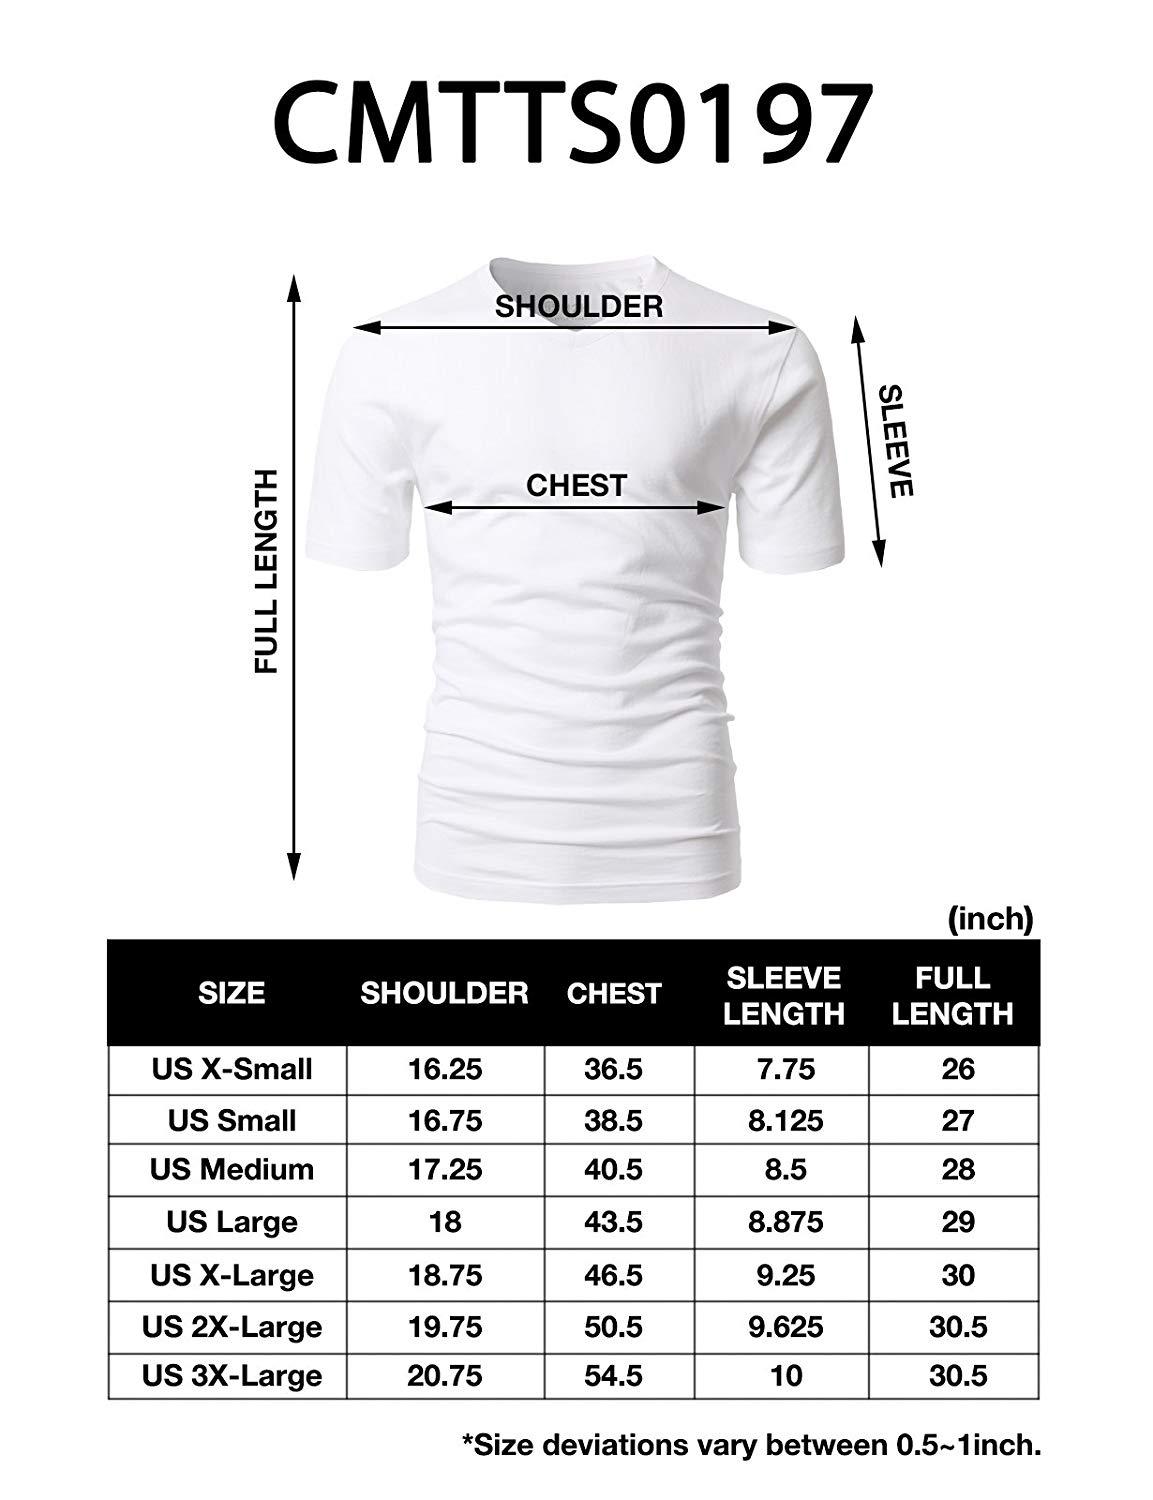 CMTTS0197
SHOULDER
SLEEVE
CHEST
FULL LENGTH
(inch)
SIZE SHOULDER CHEST SLEEVE LENGTH FULL LENGTH
US X-Small 16.25 36.5 7.75 26
US Small 16.75 38.5 8.125 27
US Medium 17.25 40.5 8.5 28
US Large 18 43.5 8.875 29
US X-Large 18.75 46.5 9.25 30
US 2X-Large 19.75 50.5 9.625 30.5
US 3X-Large 20.75 54.5 10 30.5
*Size deviations vary between 0.5~1inch.